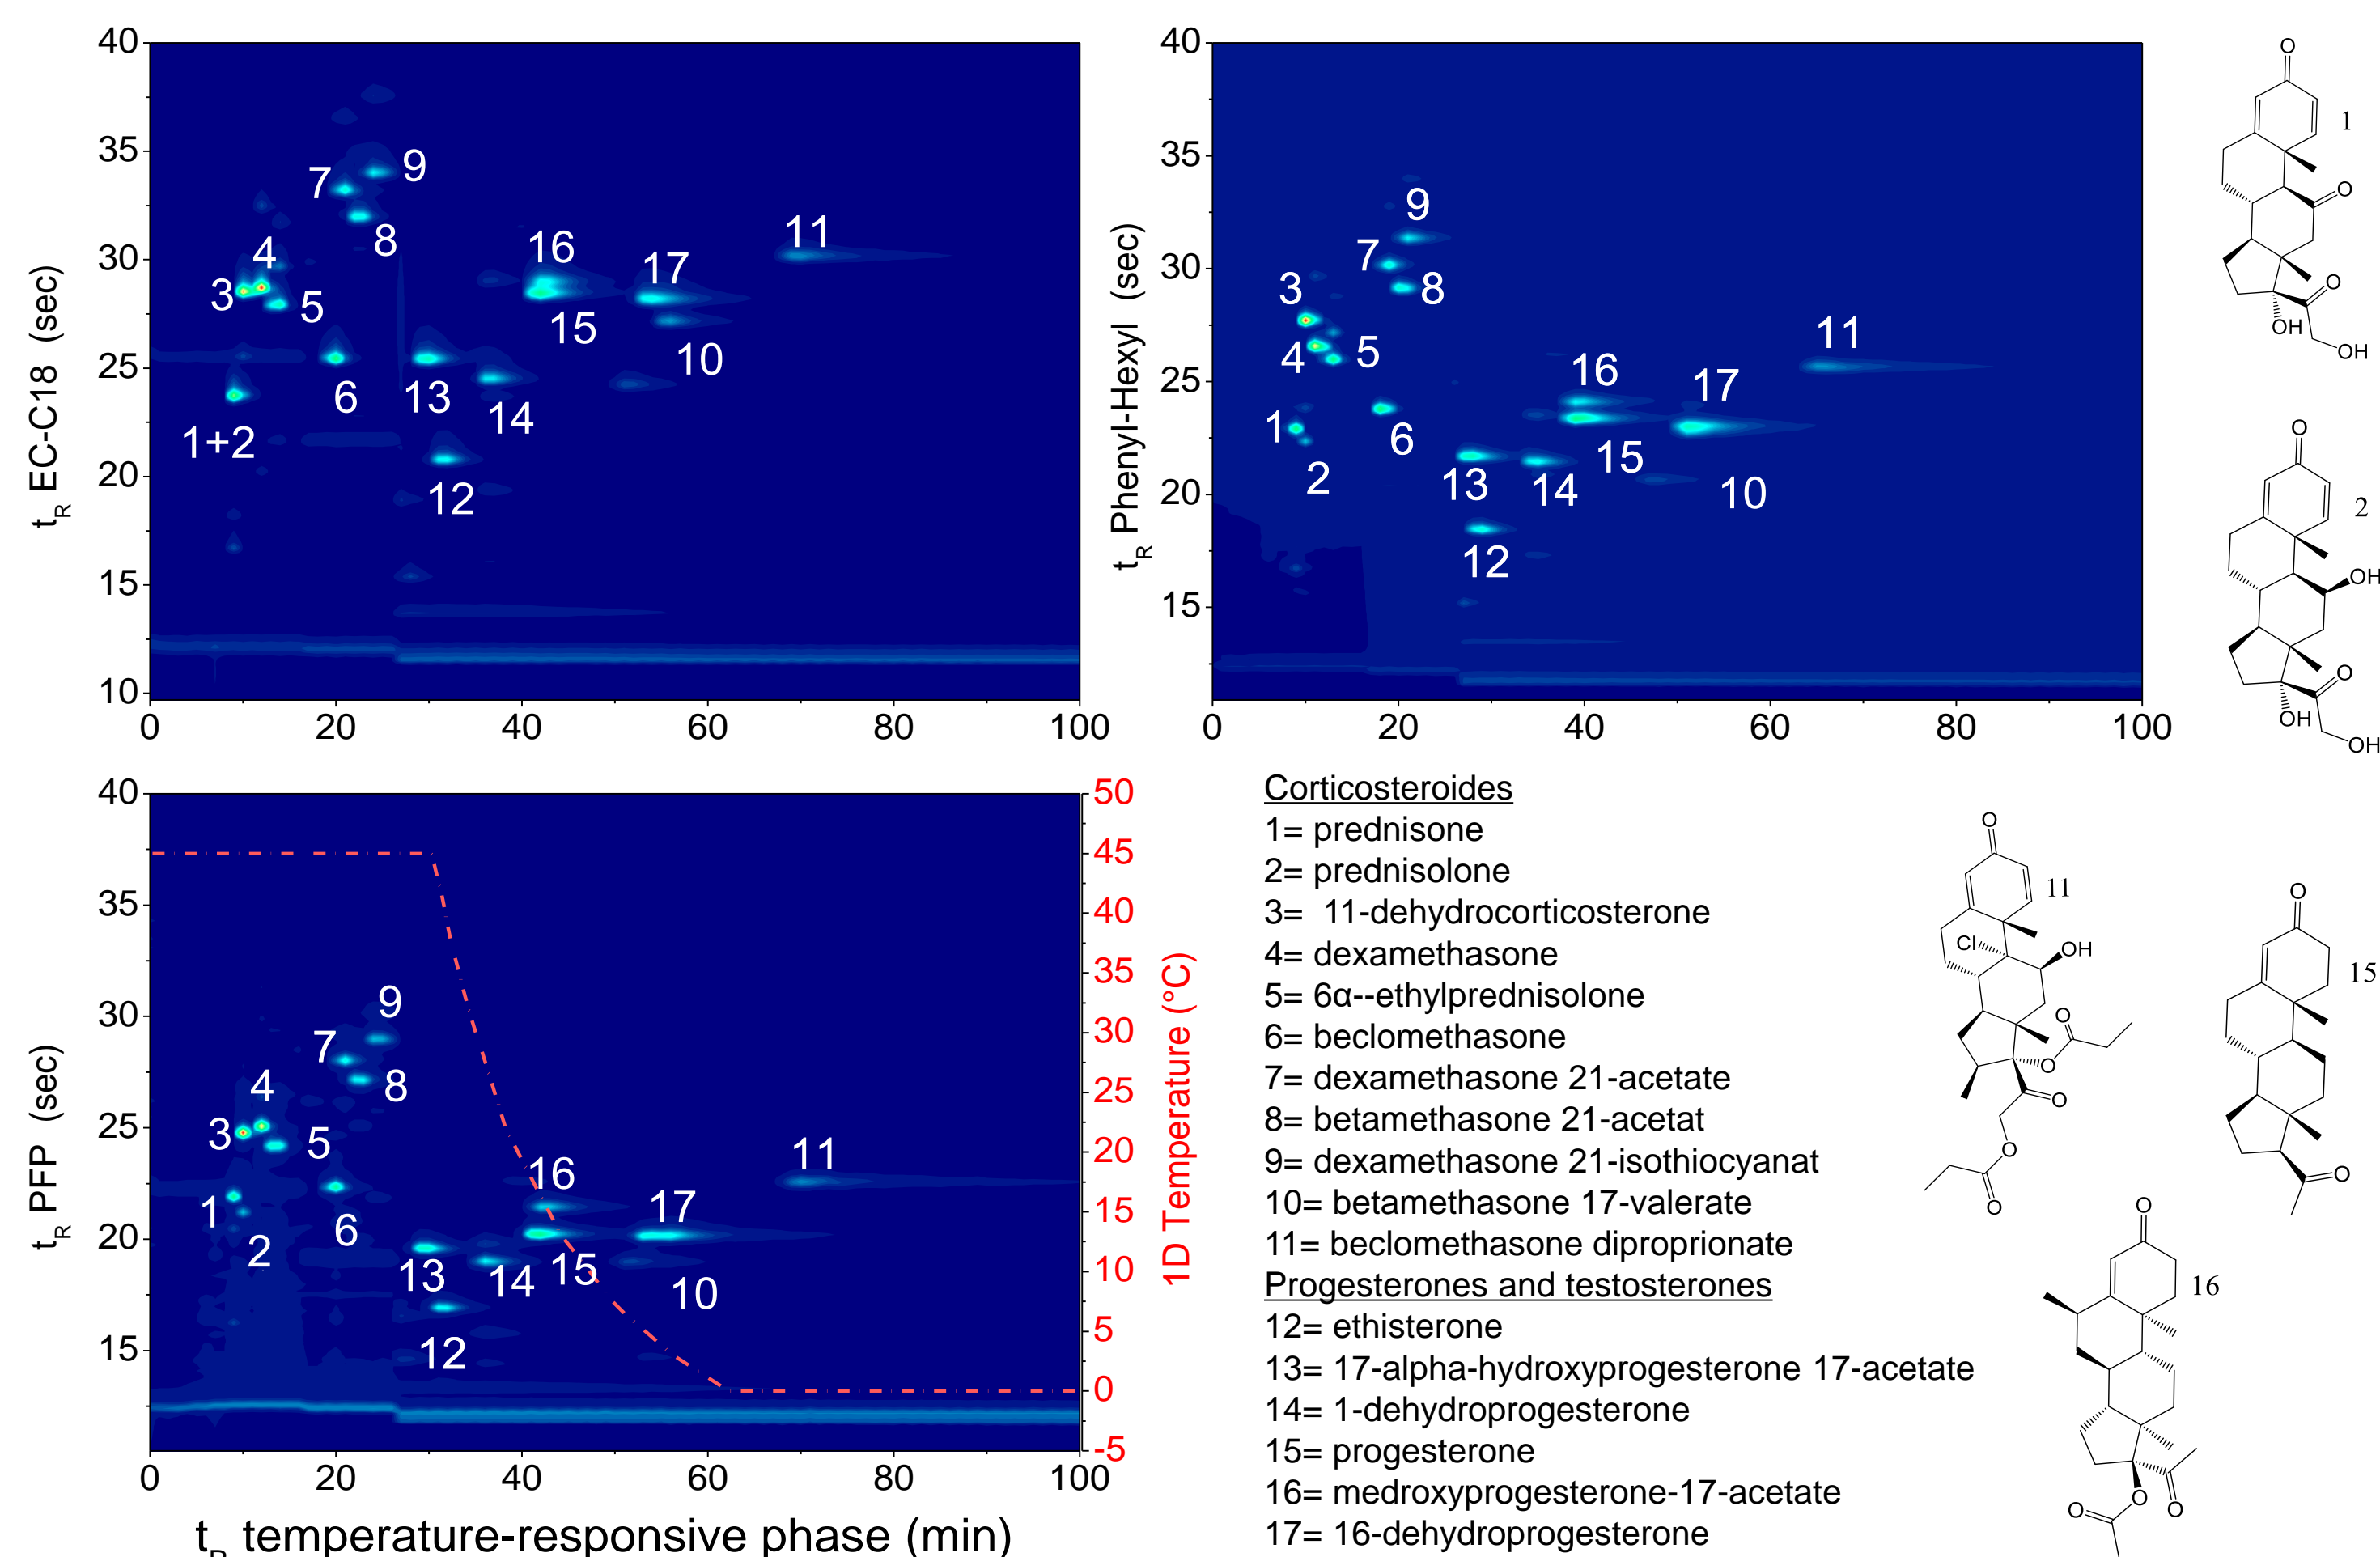 40
35
30
25
20
15
10
t_R EC-C18 (sec)
7
9
8
4
3
5
16
17
11
15
10
6
13
14
1+2
12
0 20 40 60 80 100
40
35
30
25
20
15
t_R Phenyl-Hexyl (sec)
9
7
8
3
4
5
11
16
17
1
6
2
15
13
14
10
12
0 20 40 60 80 100
O
1
O
O
OH
OH
O
2
OH
O
OH
OH
40
35
30
25
20
15
t_R PFP (sec)
9
7
8
4
3
5
16
11
1
17
6
2
13
14
15
10
12
0 20 40 60 80 100
50
45
40
35
30
25
20
15
10
5
0
-5
1D Temperature (°C)
t_R temperature-responsive phase (min)
Corticosteroides
1= prednisone
2= prednisolone
3= 11-dehydrocorticosterone
4= dexamethasone
5= 6α--ethylprednisolone
6= beclomethasone
7= dexamethasone 21-acetate
8= betamethasone 21-acetat
9= dexamethasone 21-isothiocyanat
10= betamethasone 17-valerate
11= beclomethasone diproprionate
Progesterones and testosterones
12= ethisterone
13= 17-alpha-hydroxyprogesterone 17-acetate
14= 1-dehydroprogesterone
15= progesterone
16= medroxyprogesterone-17-acetate
17= 16-dehydroprogesterone
O
11
Cl
OH
O
O
O
O
O
O
15
O
O
16
O
O
O